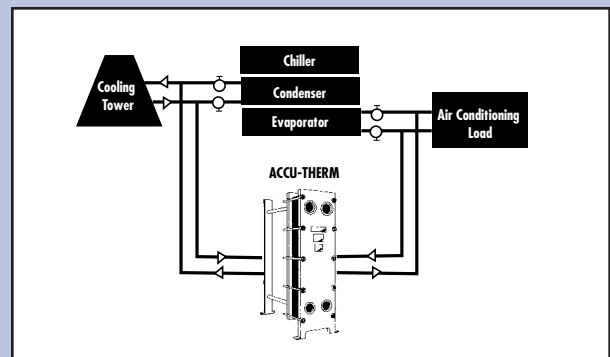 Chiller
Cooling
Tower
Condenser
Evaporator
Air Conditioning
Load
ACCU-THERM